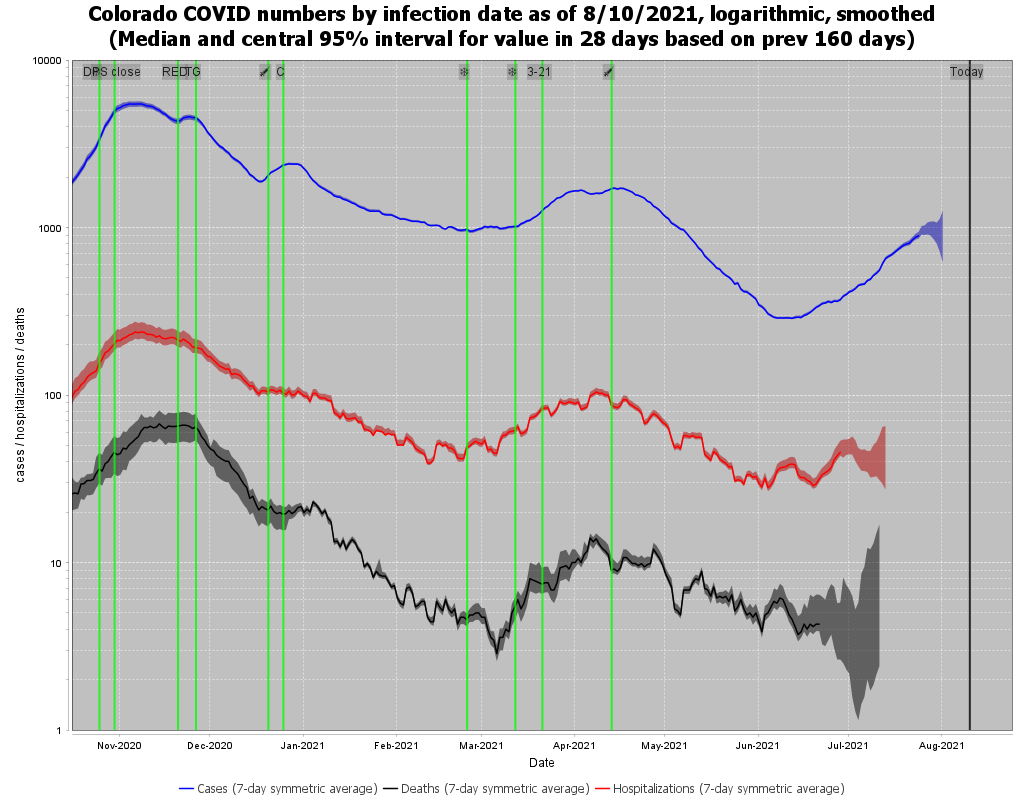 Colorado COVID numbers by infection date as of 8/10/2021, logarithmic, smoothed
(Median and central 95% interval for value in 28 days based on prev 160 days)
10000
1000
100
10
1
cases / hospitalizations / deaths
close
C
3-21
Today
Nov-2020 Dec-2020 Jan-2021 Feb-2021 Mar-2021 Apr-2021 May-2021 Jun-2021 Jul-2021 Aug-2021
Date
Cases (7-day symmetric average) Deaths (7-day symmetric average) Hospitalizations (7-day symmetric average)